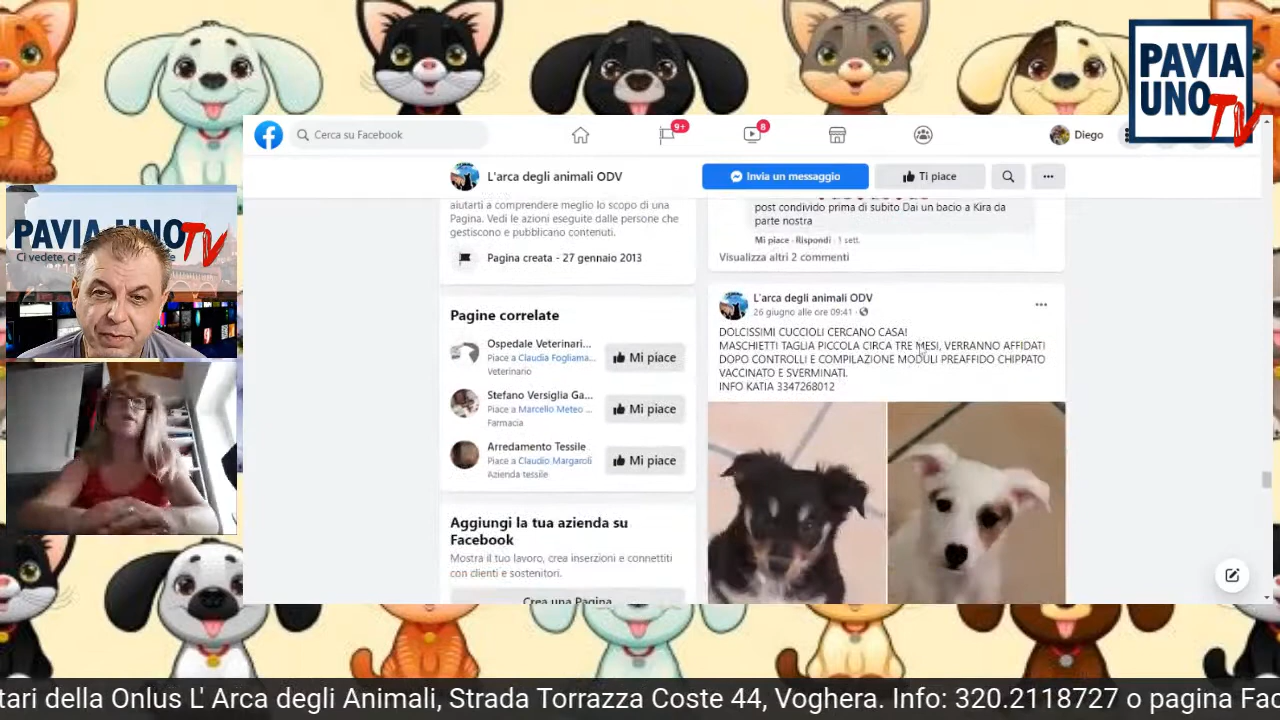 PAVIA
UNO TV
Cerca su Facebook
9+
8
Diego
L'arca degli animali ODV
Invia un messaggio
Ti piace
aiutarti a comprendere meglio lo scopo di una
Pagina. Vedi le azioni eseguite dalle persone che
gestiscono e pubblicano contenuti.
Pagina creata - 27 gennaio 2013
Pagine correlate
Ospedale Veterinari...
Piace a Claudia Fogliama...
Veterinario
Mi piace
Stefano Versiglia Ga...
Piace a Marcello Meteo ...
Farmacia
Mi piace
Arredamento Tessile
Piace a Claudio Margaroli
Azienda tessile
Mi piace
Aggiungi la tua azienda su
Facebook
Mostra il tuo lavoro, crea inserzioni e connettiti
con clienti e sostenitori.
Crea una Pagina
post condivido prima di subito Dai un bacio a Kira da
parte nostra
Mi piace · Rispondi · 1 sett.
Visualizza altri 2 commenti
L'arca degli animali ODV
26 giugno alle ore 09:41 ·
DOLCISSIMI CUCCIOLI CERCANO CASA!
MASCHIETTI TAGLIA PICCOLA CIRCA TRE MESI, VERRANNO AFFIDATI
DOPO CONTROLLI E COMPILAZIONE MODULI PREAFFIDO CHIPPATO
VACCINATO E SVERMINATI.
INFO KATIA 3347268012
PAVIA UNO TV
Ci vedete, ci
tari della Onlus L' Arca degli Animali, Strada Torrazza Coste 44, Voghera. Info: 320.2118727 o pagina Fac